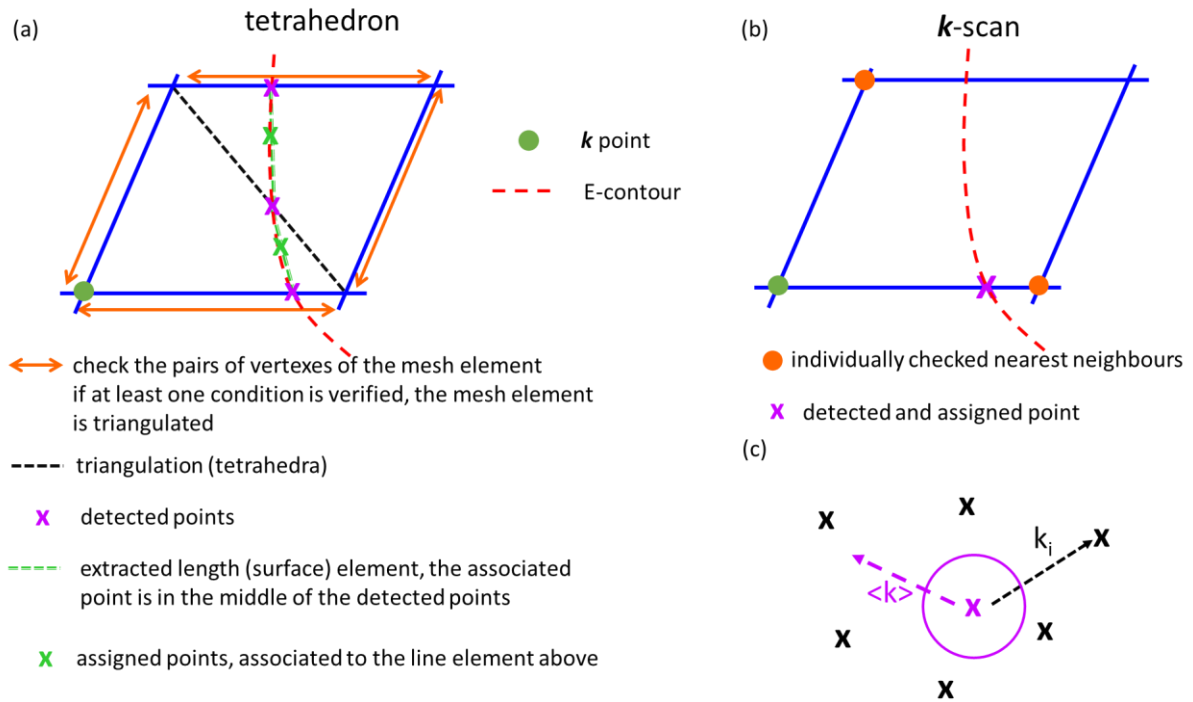 (a)
tetrahedron
k point
E-contour
check the pairs of vertexes of the mesh element
if at least one condition is verified, the mesh element
is triangulated
triangulation (tetrahedra)
x detected points
extracted length (surface) element, the associated
point is in the middle of the detected points
x assigned points, associated to the line element above
(b)
k-scan
individually checked nearest neighbours
x detected and assigned point
(c)
x
x
x
k_i
<k>
x
x
x
x